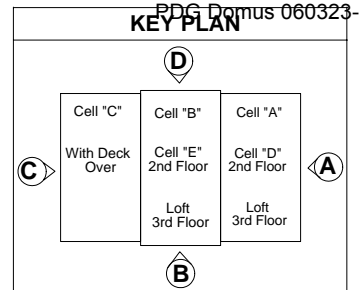 PDG Domus 060323-
KEY PLAN
D
Cell "C"
With Deck
Over
Cell "B"
Cell "E"
2nd Floor
Loft
3rd Floor
Cell "A"
Cell "D"
2nd Floor
Loft
3rd Floor
C
A
B